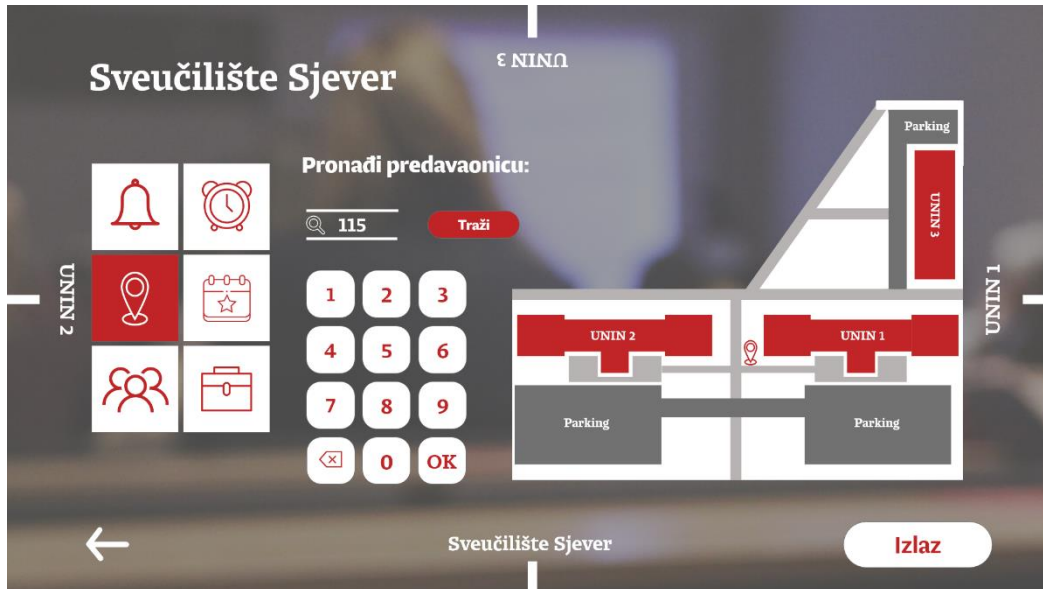 UNIN 3
Sveučilište Sjever
Pronađi predavaonicu:
115
Traži
1 2 3
4 5 6
7 8 9
0 OK
UNIN 2
UNIN 1
Parking
UNIN 3
UNIN 2
UNIN 1
Parking
Parking
Sveučilište Sjever
Izlaz